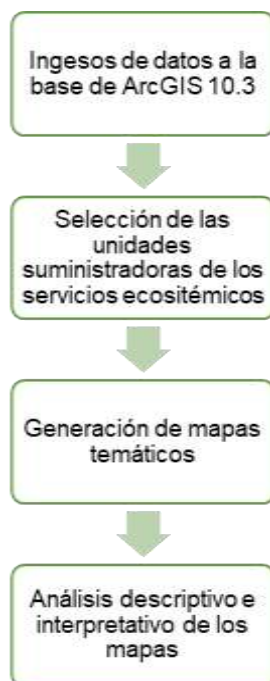 Ingesos de datos a la
base de ArcGIS 10.3
Selección de las
unidades
suministradoras de los
servicios ecositémicos
Generación de mapas
temáticos
Análisis descriptivo e
interpretativo de los
mapas